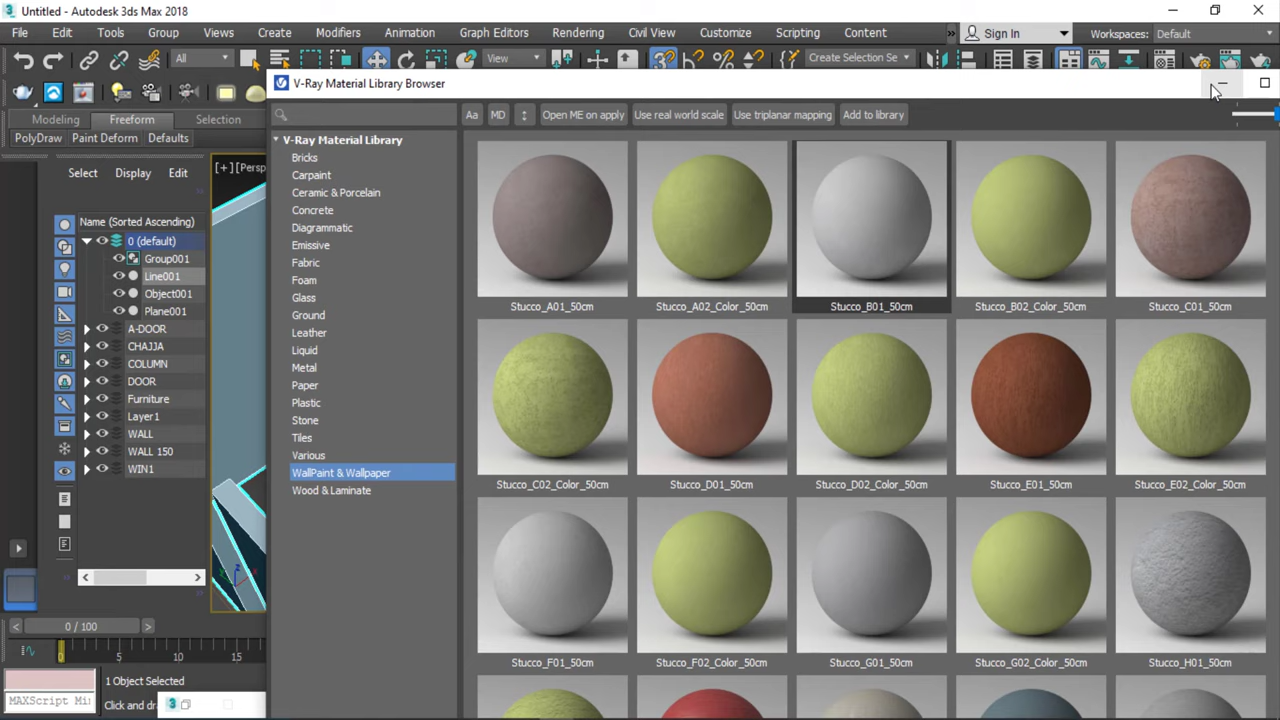 Untitled - Autodesk 3ds Max 2018
File Edit Tools Group Views Create Modifiers Animation Graph Editors Rendering Civil View Customize Scripting Content » Sign In Workspaces: Default
All View Create Selection Se
V-Ray Material Library Browser
Modeling Freeform Selection
Aa MD Open ME on apply Use real world scale Use triplanar mapping Add to library
PolyDraw Paint Deform Defaults
V-Ray Material Library
Bricks
Carpaint
Ceramic & Porcelain
Concrete
Diagrammatic
Emissive
Fabric
Foam
Glass
Ground
Leather
Liquid
Metal
Paper
Plastic
Stone
Tiles
Various
WallPaint & Wallpaper
Wood & Laminate
[+] [Persp
Select Display Edit
Name (Sorted Ascending)
0 (default)
Group001
Line001
Object001
Plane001
A-DOOR
CHAJJA
COLUMN
DOOR
Furniture
Layer1
WALL
WALL 150
WIN1
Stucco_A01_50cm Stucco_A02_Color_50cm Stucco_B01_50cm Stucco_B02_Color_50cm Stucco_C01_50cm
Stucco_C02_Color_50cm Stucco_D01_50cm Stucco_D02_Color_50cm Stucco_E01_50cm Stucco_E02_Color_50cm
Stucco_F01_50cm Stucco_F02_Color_50cm Stucco_G01_50cm Stucco_G02_Color_50cm Stucco_H01_50cm
0 / 100
0 5 10 15
1 Object Selected
MAXScript Mi
Click and dra
3